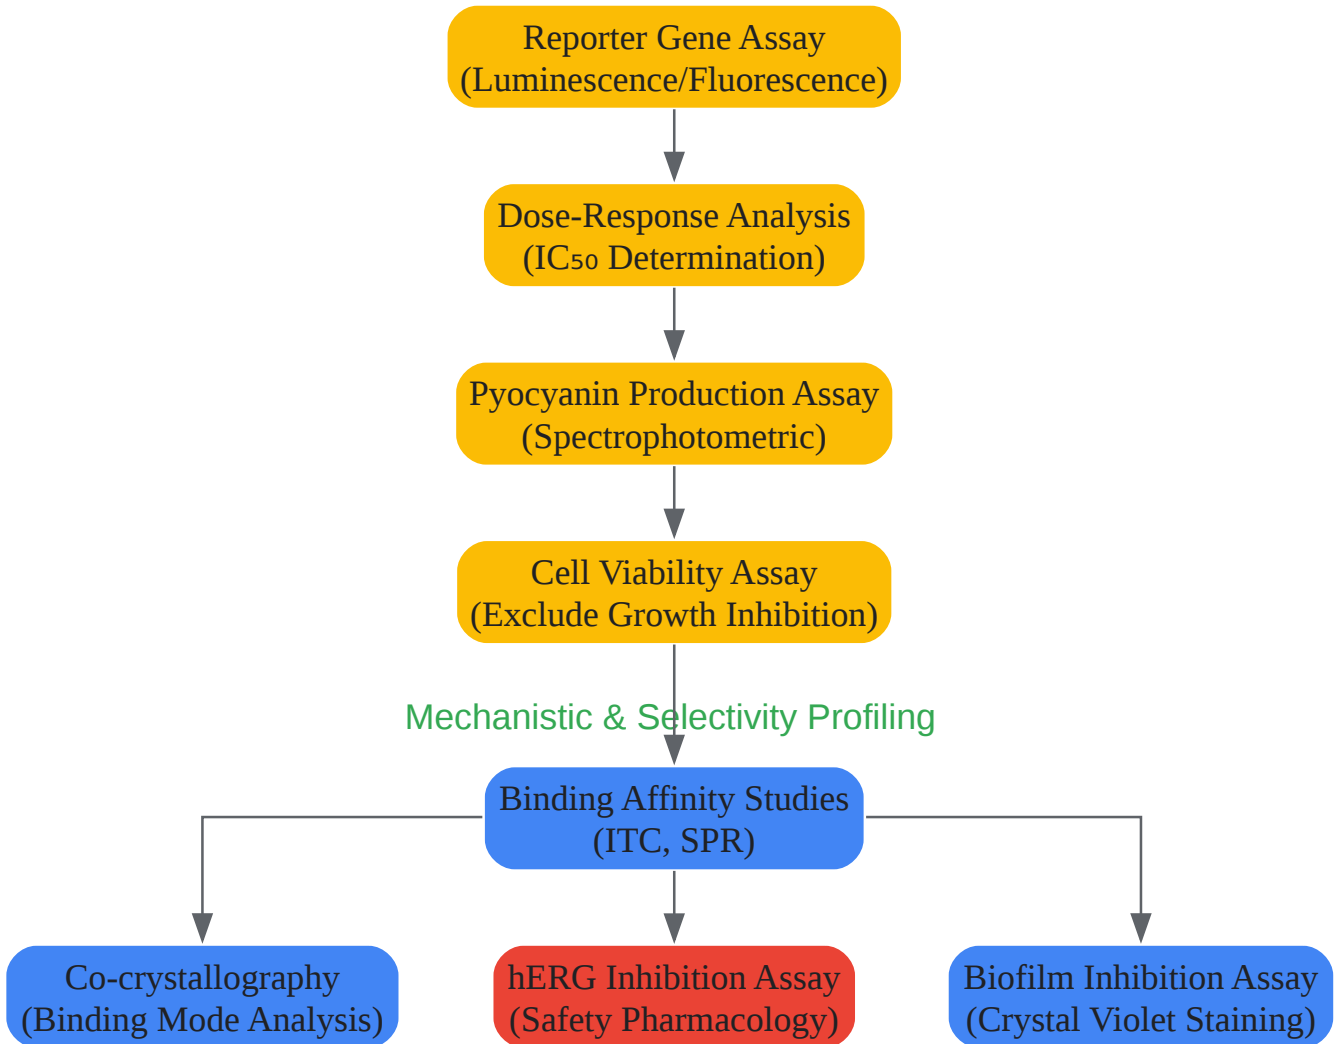 Reporter Gene Assay
(Luminescence/Fluorescence)
Dose-Response Analysis
(IC₅₀ Determination)
Pyocyanin Production Assay
(Spectrophotometric)
Cell Viability Assay
(Exclude Growth Inhibition)
Mechanistic & Selectivity Profiling
Binding Affinity Studies
(ITC, SPR)
Co-crystallography
(Binding Mode Analysis)
hERG Inhibition Assay
(Safety Pharmacology)
Biofilm Inhibition Assay
(Crystal Violet Staining)